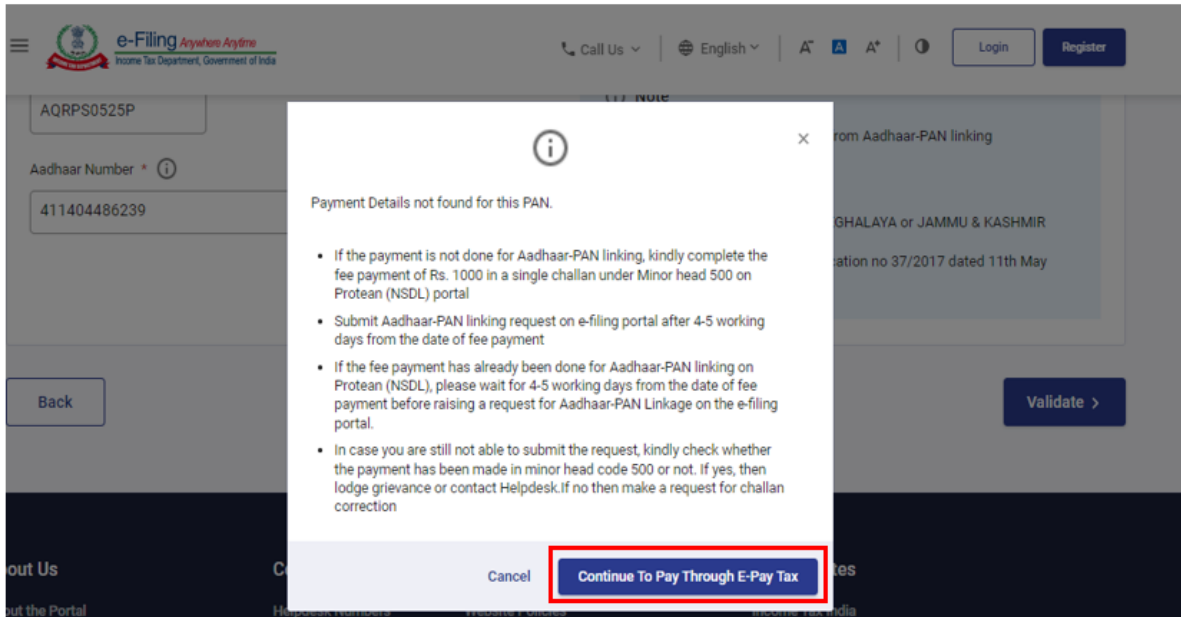 e-Filing Anywhere Anytime
Income Tax Department, Government of India
Call Us
English
A-
A
A+
Login
Register
AQRPS0525P
Aadhaar Number *
411404486239
Note
rom Aadhaar-PAN linking
GHALAYA or JAMMU & KASHMIR
ation no 37/2017 dated 11th May
Payment Details not found for this PAN.
• If the payment is not done for Aadhaar-PAN linking, kindly complete the
fee payment of Rs. 1000 in a single challan under Minor head 500 on
Protean (NSDL) portal
• Submit Aadhaar-PAN linking request on e-filing portal after 4-5 working
days from the date of fee payment
• If the fee payment has already been done for Aadhaar-PAN linking on
Protean (NSDL), please wait for 4-5 working days from the date of fee
payment before raising a request for Aadhaar-PAN Linkage on the e-filing
portal.
• In case you are still not able to submit the request, kindly check whether
the payment has been made in minor head code 500 or not. If yes, then
lodge grievance or contact Helpdesk.If no then make a request for challan
correction
Cancel
Continue To Pay Through E-Pay Tax
Back
Validate >
out Us
Co
tes
out the Portal
Helpdesk Numbers
Website Policies
Income Tax India